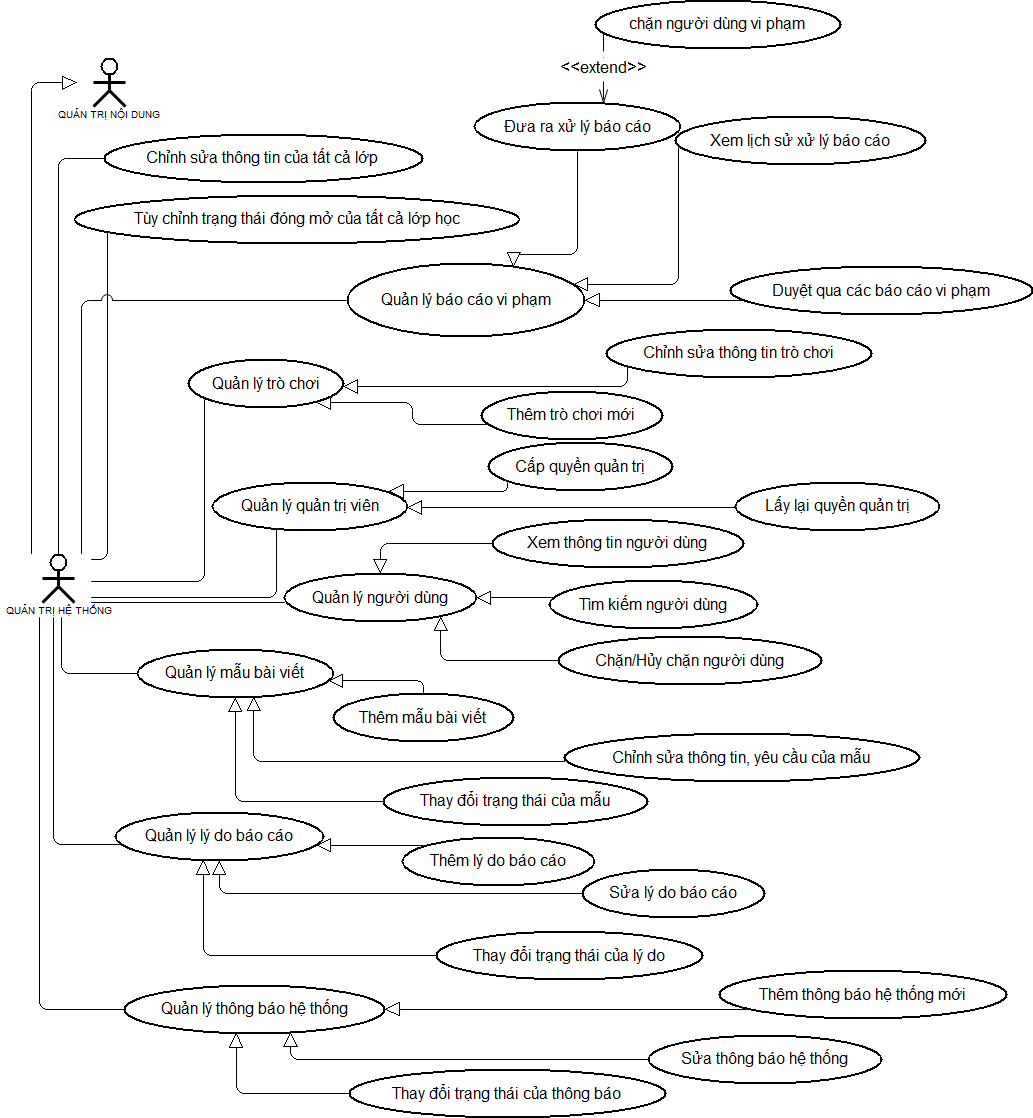 chặn người dùng vi phạm
<<extend>>
QUẢN TRỊ NỘI DUNG
Đưa ra xử lý báo cáo
Xem lịch sử xử lý báo cáo
Chỉnh sửa thông tin của tất cả lớp
Tùy chỉnh trạng thái đóng mở của tất cả lớp học
Quản lý báo cáo vi phạm
Duyệt qua các báo cáo vi phạm
Chỉnh sửa thông tin trò chơi
Quản lý trò chơi
Thêm trò chơi mới
Cấp quyền quản trị
Quản lý quản trị viên
Lấy lại quyền quản trị
Xem thông tin người dùng
Quản lý người dùng
Tìm kiếm người dùng
QUẢN TRỊ HỆ THỐNG
Chặn/Hủy chặn người dùng
Quản lý mẫu bài viết
Thêm mẫu bài viết
Chỉnh sửa thông tin, yêu cầu của mẫu
Thay đổi trạng thái của mẫu
Quản lý lý do báo cáo
Thêm lý do báo cáo
Sửa lý do báo cáo
Thay đổi trạng thái của lý do
Thêm thông báo hệ thống mới
Quản lý thông báo hệ thống
Sửa thông báo hệ thống
Thay đổi trạng thái của thông báo